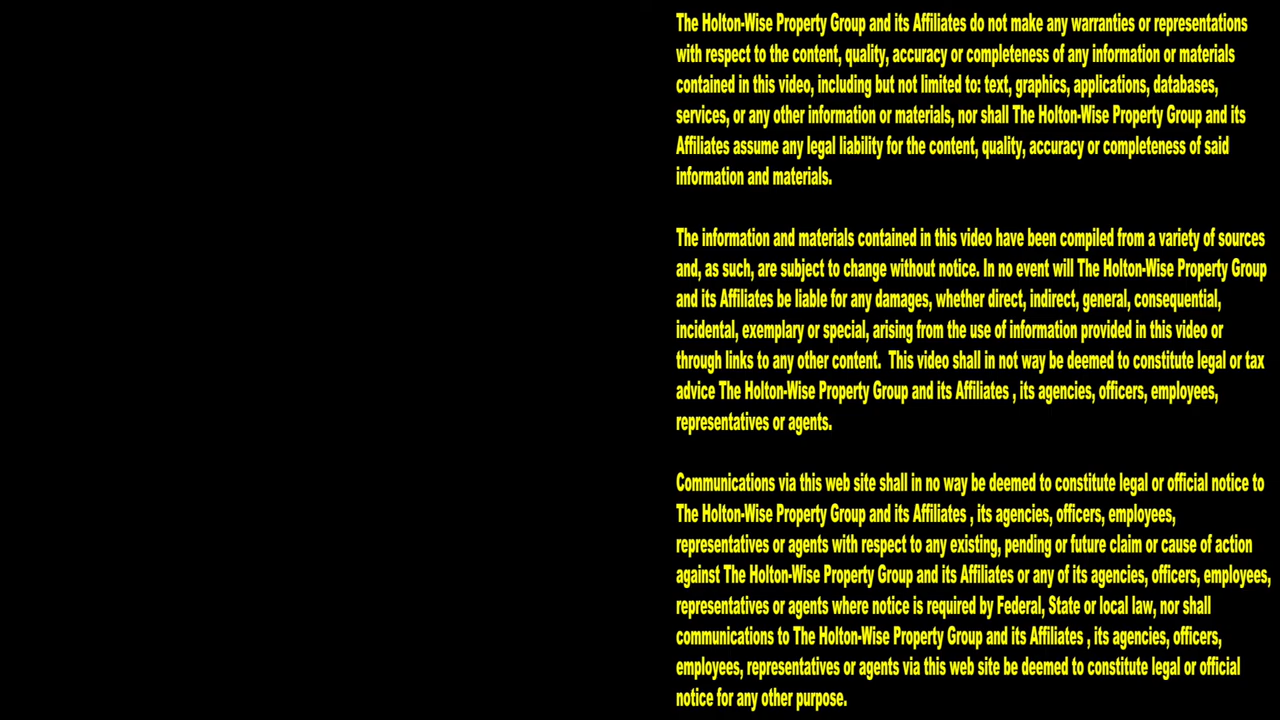 The Holton-Wise Property Group and its Affiliates do not make any warranties or representations
with respect to the content, quality, accuracy or completeness of any information or materials
contained in this video, including but not limited to: text, graphics, applications, databases,
services, or any other information or materials, nor shall The Holton-Wise Property Group and its
Affiliates assume any legal liability for the content, quality, accuracy or completeness of said
information and materials.
The information and materials contained in this video have been compiled from a variety of sources
and, as such, are subject to change without notice. In no event will The Holton-Wise Property Group
and its Affiliates be liable for any damages, whether direct, indirect, general, consequential,
incidental, exemplary or special, arising from the use of information provided in this video or
through links to any other content.  This video shall in not way be deemed to constitute legal or tax
advice The Holton-Wise Property Group and its Affiliates , its agencies, officers, employees,
representatives or agents.
Communications via this web site shall in no way be deemed to constitute legal or official notice to
The Holton-Wise Property Group and its Affiliates , its agencies, officers, employees,
representatives or agents with respect to any existing, pending or future claim or cause of action
against The Holton-Wise Property Group and its Affiliates or any of its agencies, officers, employees,
representatives or agents where notice is required by Federal, State or local law, nor shall
communications to The Holton-Wise Property Group and its Affiliates , its agencies, officers,
employees, representatives or agents via this web site be deemed to constitute legal or official
notice for any other purpose.